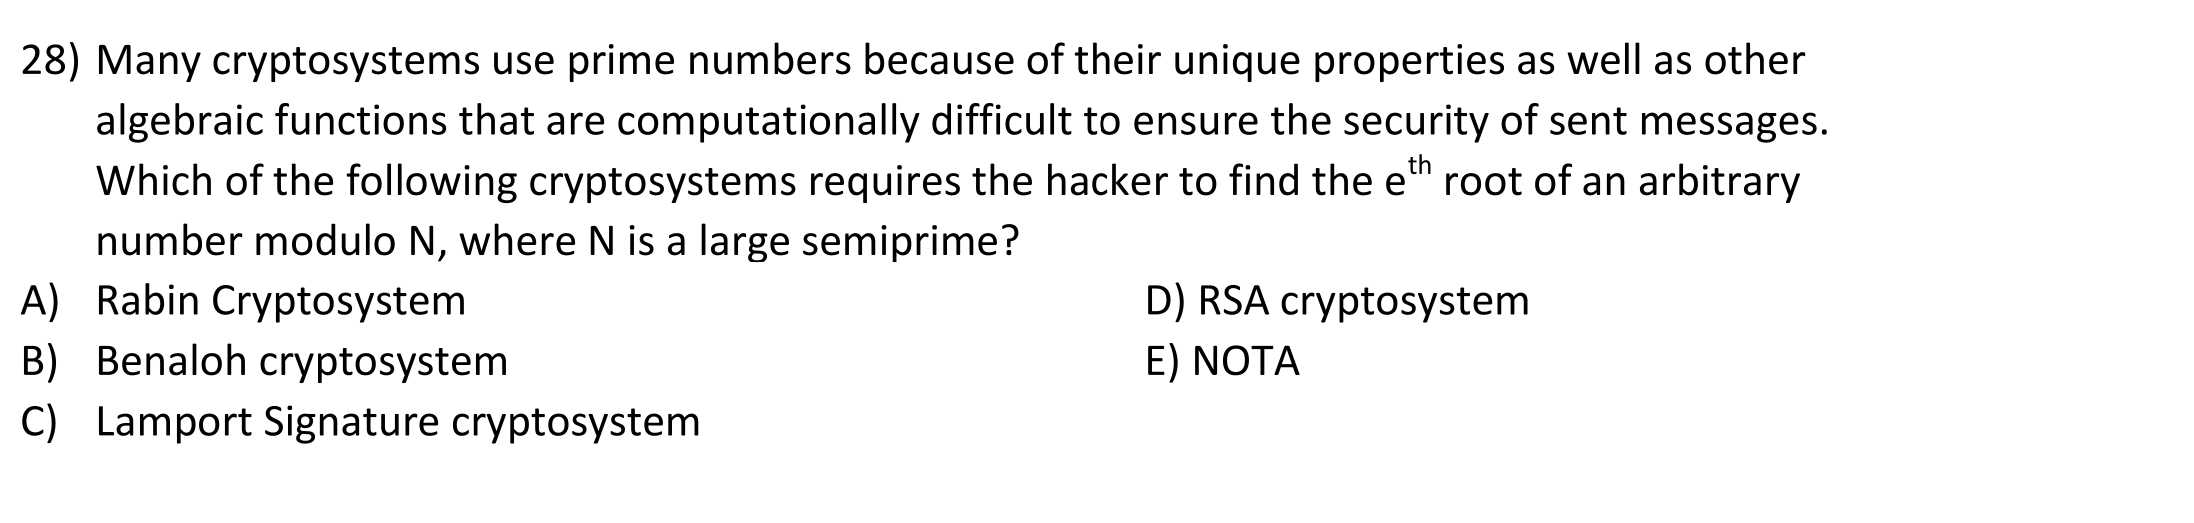 28) Many cryptosystems use prime numbers because of their unique properties as well as other
algebraic functions that are computationally difficult to ensure the security of sent messages.
Which of the following cryptosystems requires the hacker to find the eth root of an arbitrary
number modulo N, where N is a large semiprime?
A) Rabin Cryptosystem
D) RSA cryptosystem
B) Benaloh cryptosystem
E) NOTA
C) Lamport Signature cryptosystem